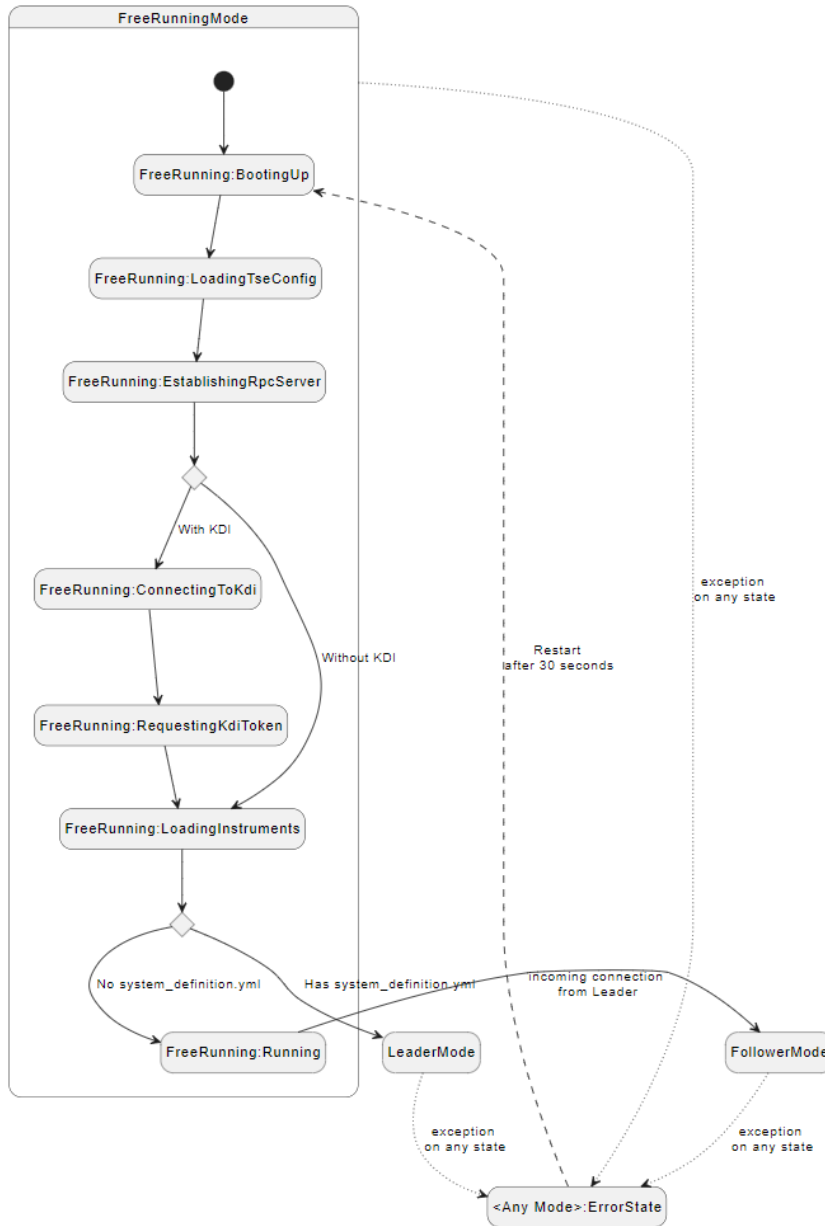 FreeRunningMode
FreeRunning:BootingUp
FreeRunning:LoadingTseConfig
FreeRunning:EstablishingRpcServer
With KDI
FreeRunning:ConnectingToKdi
exception
on any state
Without KDI
Restart
after 30 seconds
FreeRunning:RequestingKdiToken
FreeRunning:LoadingInstruments
No system_definition.yml
Has system_definition.yml
incoming connection
from Leader
FreeRunning:Running
LeaderMode
FollowerMode
exception
on any state
exception
on any state
<Any Mode>:ErrorState